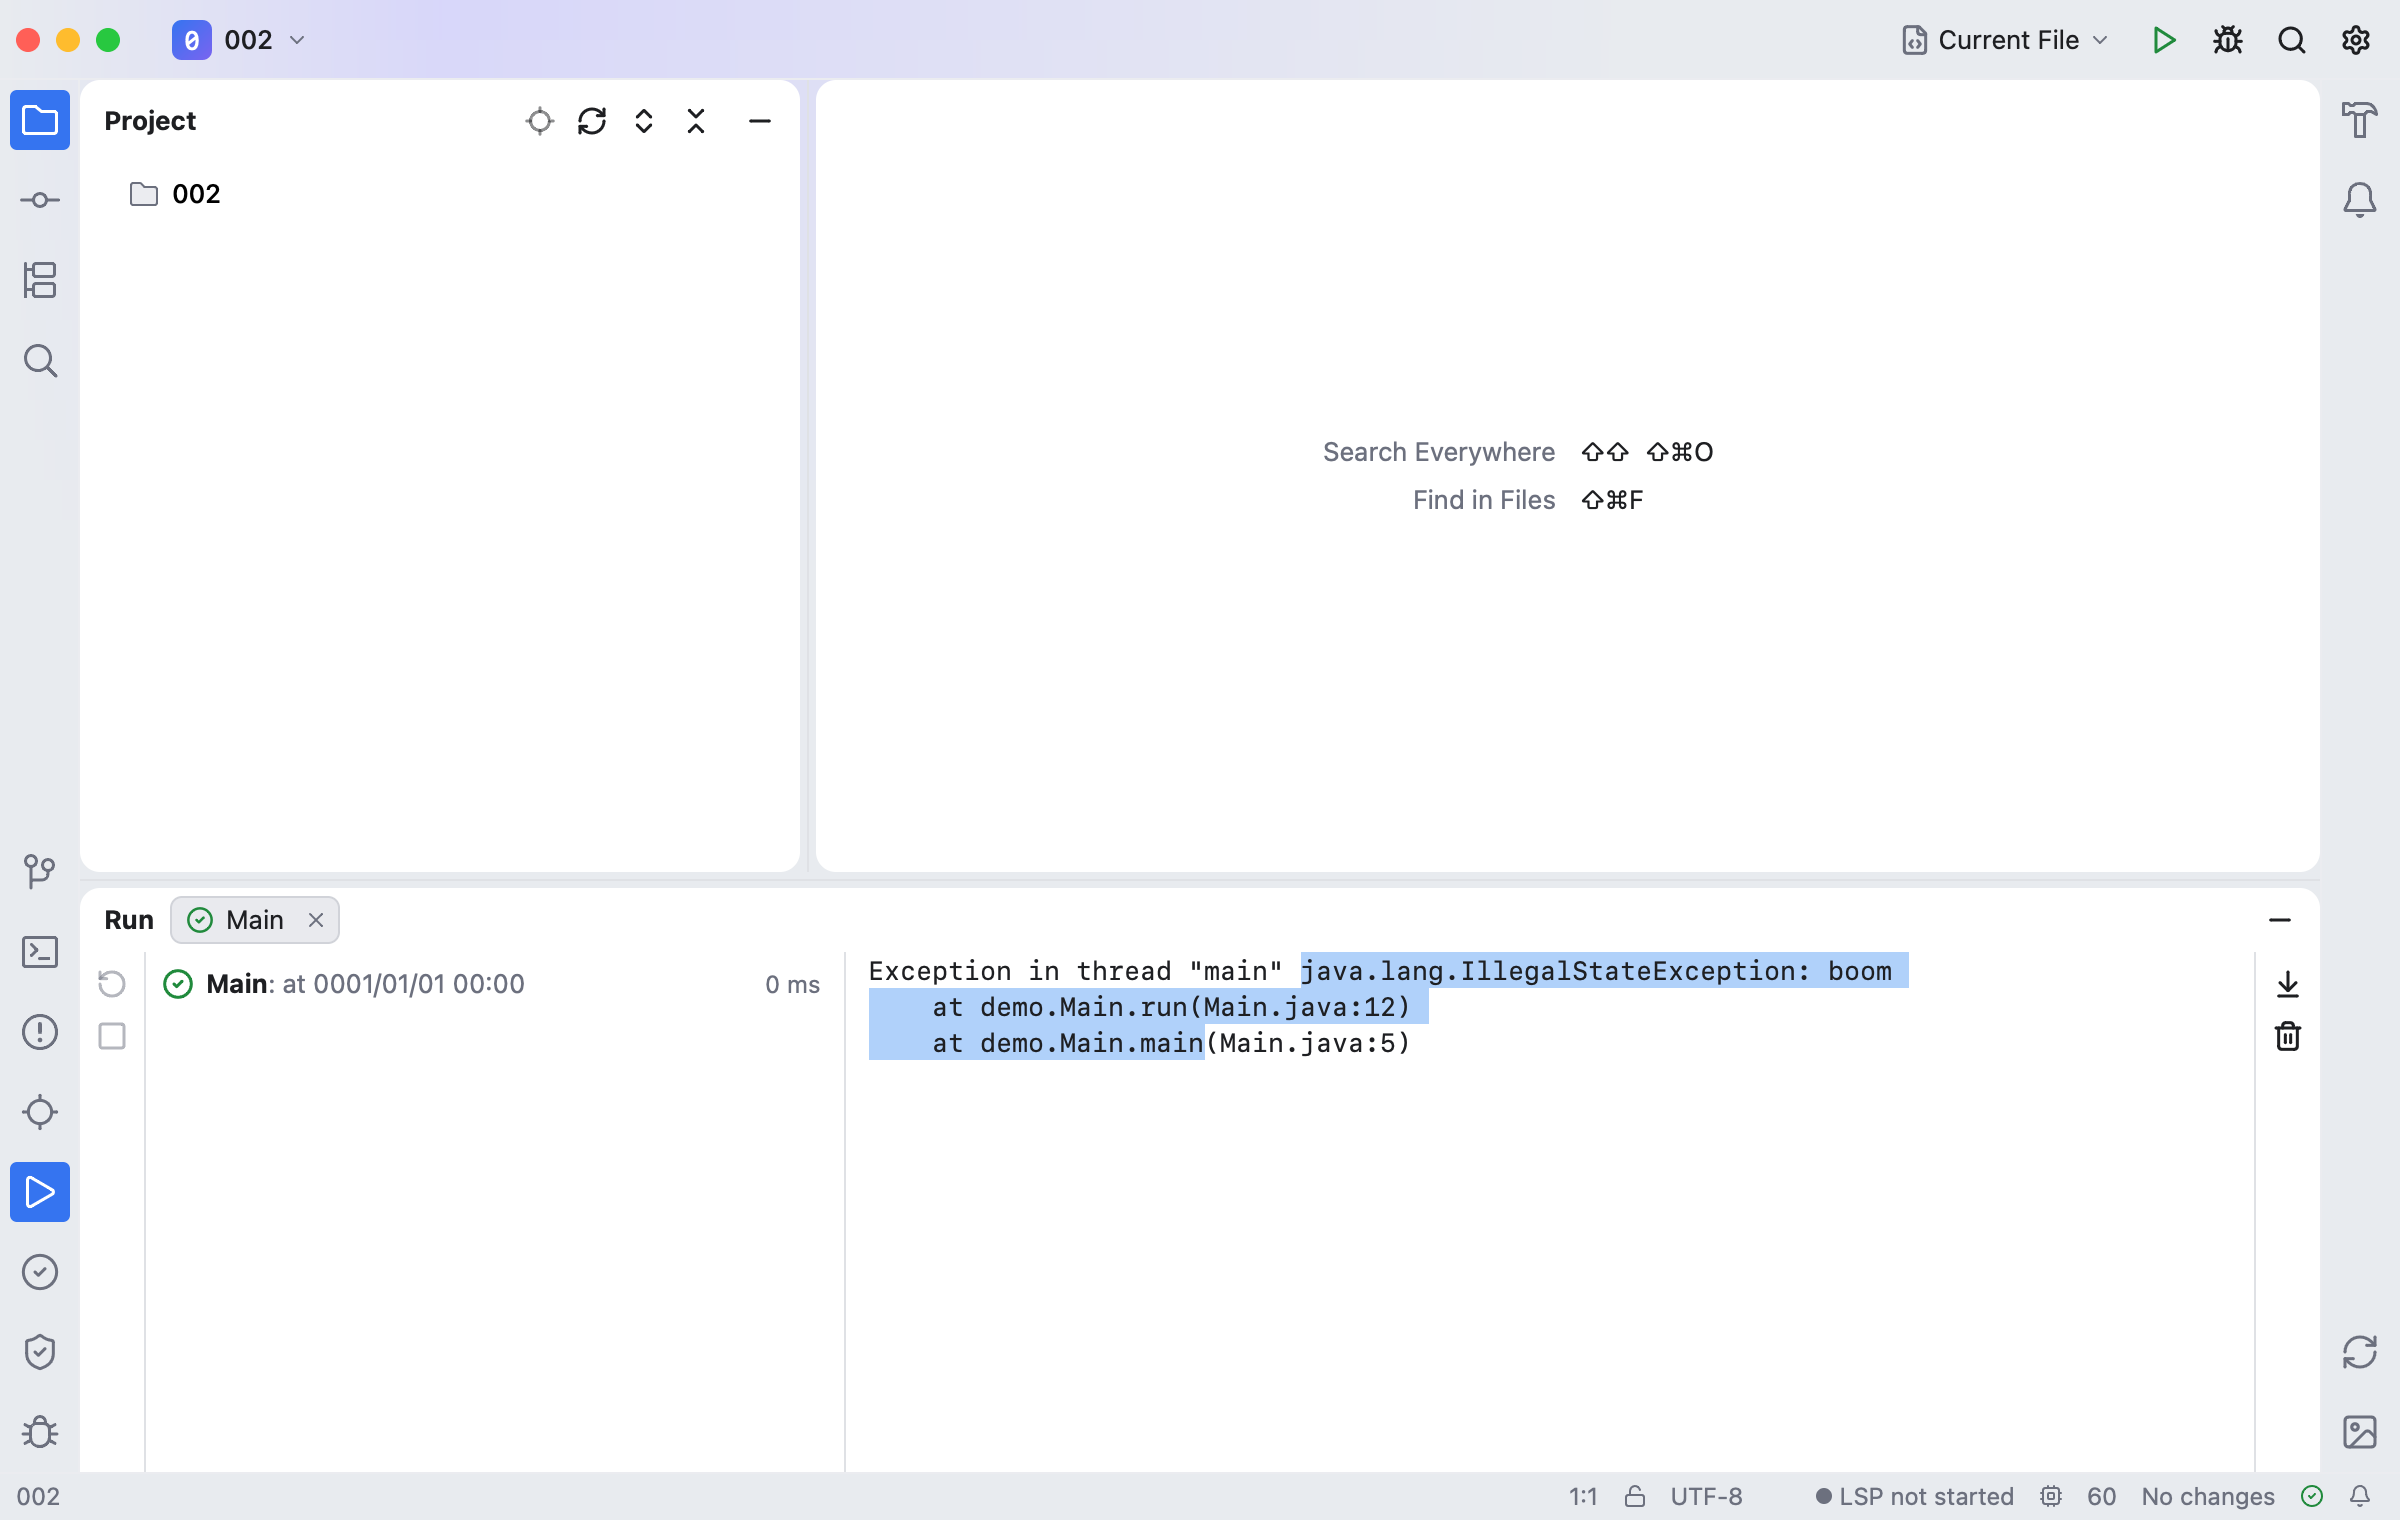 0 002
Current File
Project
002
Search Everywhere ⇧⇧ ⇧⌘O
Find in Files ⇧⌘F
Run Main
Main: at 0001/01/01 00:00 0 ms
Exception in thread "main" java.lang.IllegalStateException: boom
    at demo.Main.run(Main.java:12)
    at demo.Main.main(Main.java:5)
002 1:1 UTF-8 LSP not started 60 No changes